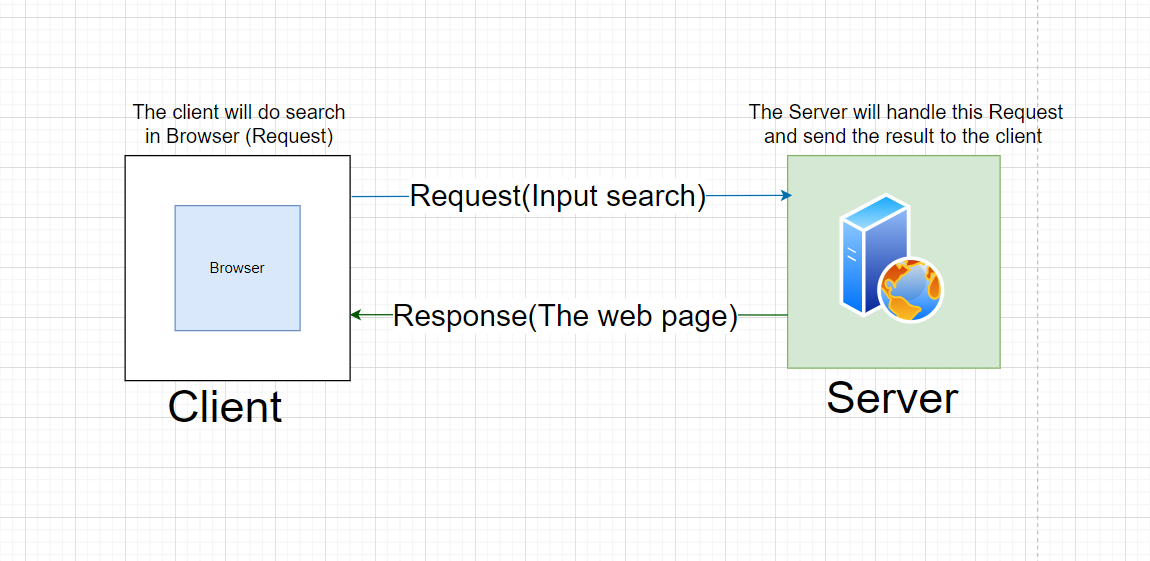 The client will do search
in Browser (Request)
The Server will handle this Request
and send the result to the client
Request(Input search)
Browser
Response(The web page)
Client
Server